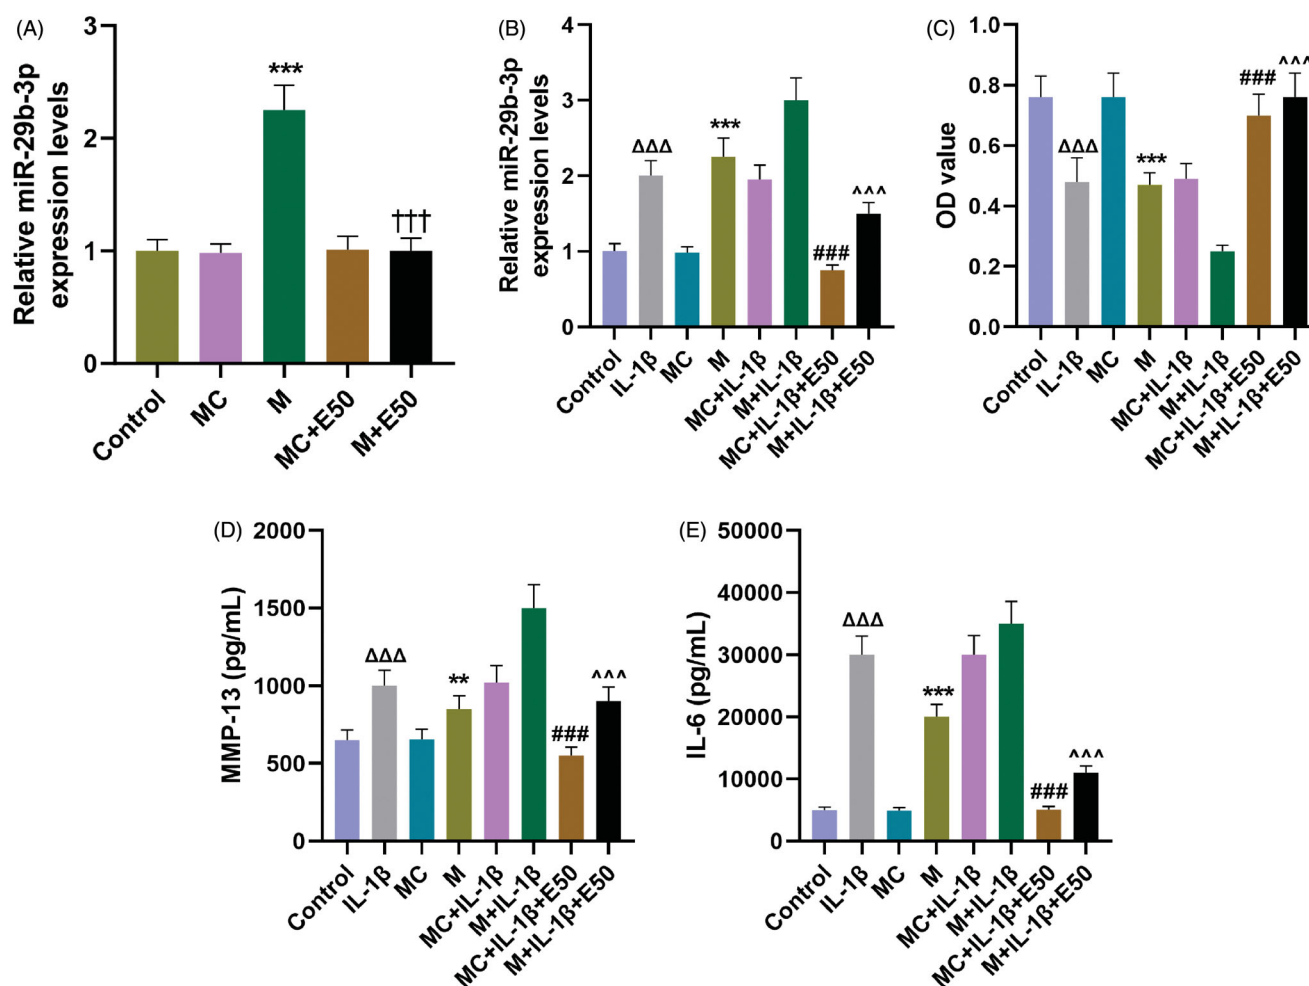 (A)
Relative miR-29b-3p
expression levels
3
2
1
0
***
†††
Control
MC
M
MC+E50
M+E50
(B)
Relative miR-29b-3p
expression levels
4
3
2
1
0
ΔΔΔ
***
###
^^^
Control
IL-1β
MC
M
MC+IL-1β
M+IL-1β
MC+IL-1β+E50
M+IL-1β+E50
(C)
OD value
1.0
0.8
0.6
0.4
0.2
0.0
ΔΔΔ
***
###
^^^
Control
IL-1β
MC
M
MC+IL-1β
M+IL-1β
MC+IL-1β+E50
M+IL-1β+E50
(D)
MMP-13 (pg/mL)
2000
1500
1000
500
0
ΔΔΔ
**
###
^^^
Control
IL-1β
MC
M
MC+IL-1β
M+IL-1β
MC+IL-1β+E50
M+IL-1β+E50
(E)
IL-6 (pg/mL)
50000
40000
30000
20000
10000
0
ΔΔΔ
***
###
^^^
Control
IL-1β
MC
M
MC+IL-1β
M+IL-1β
MC+IL-1β+E50
M+IL-1β+E50